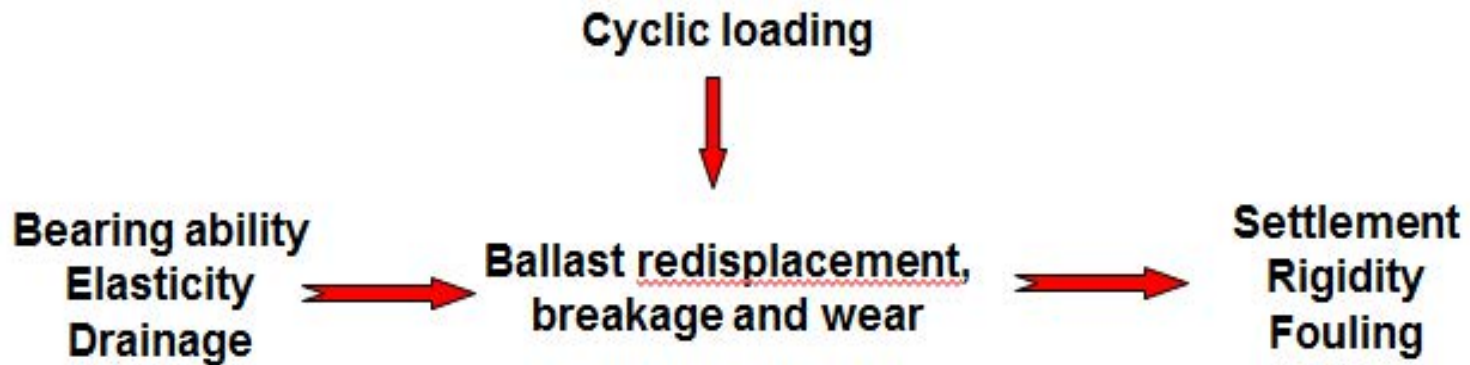 Cyclic loading
Bearing ability
Elasticity
Drainage
Ballast redisplacement,
breakage and wear
Settlement
Rigidity
Fouling